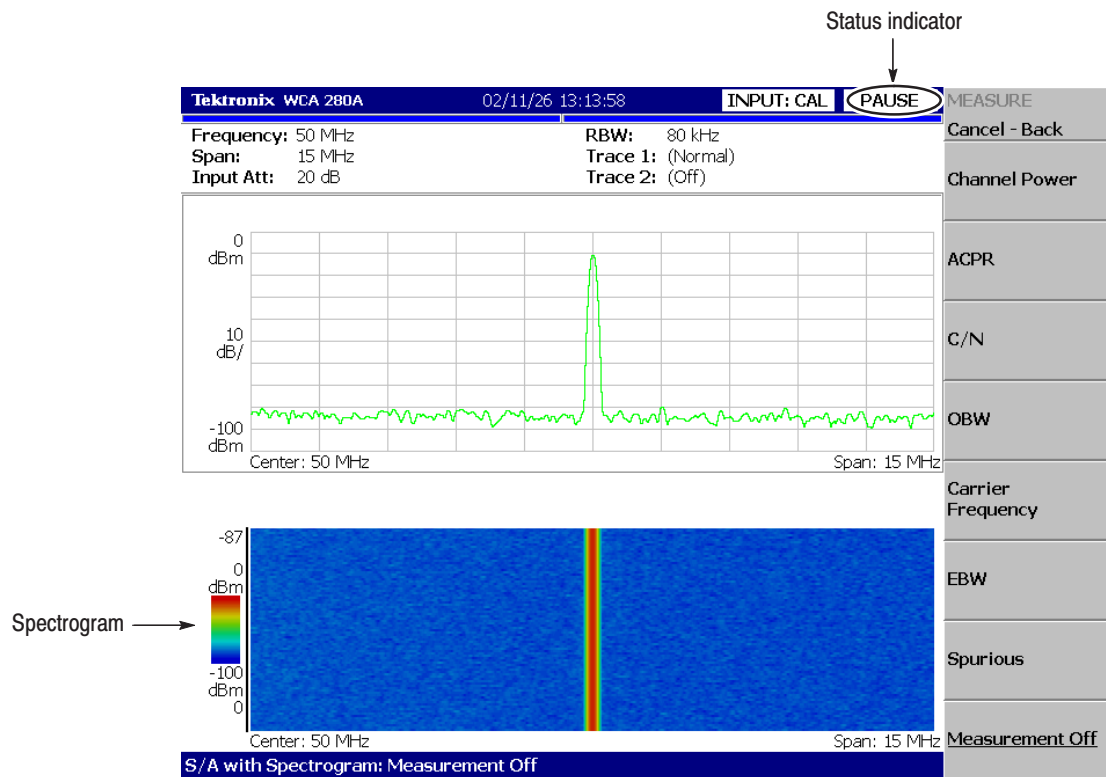 Status indicator
Tektronix WCA 280A 02/11/26 13:13:58 INPUT: CAL PAUSE
MEASURE
Cancel - Back
Frequency: 50 MHz RBW: 80 kHz
Span: 15 MHz Trace 1: (Normal)
Input Att: 20 dB Trace 2: (Off)
Channel Power
0
dBm
ACPR
10
dB/
C/N
-100
dBm
OBW
Center: 50 MHz Span: 15 MHz
Carrier
Frequency
-87
0
dBm
EBW
Spectrogram
Spurious
-100
dBm
0
Center: 50 MHz Span: 15 MHz
Measurement Off
S/A with Spectrogram: Measurement Off